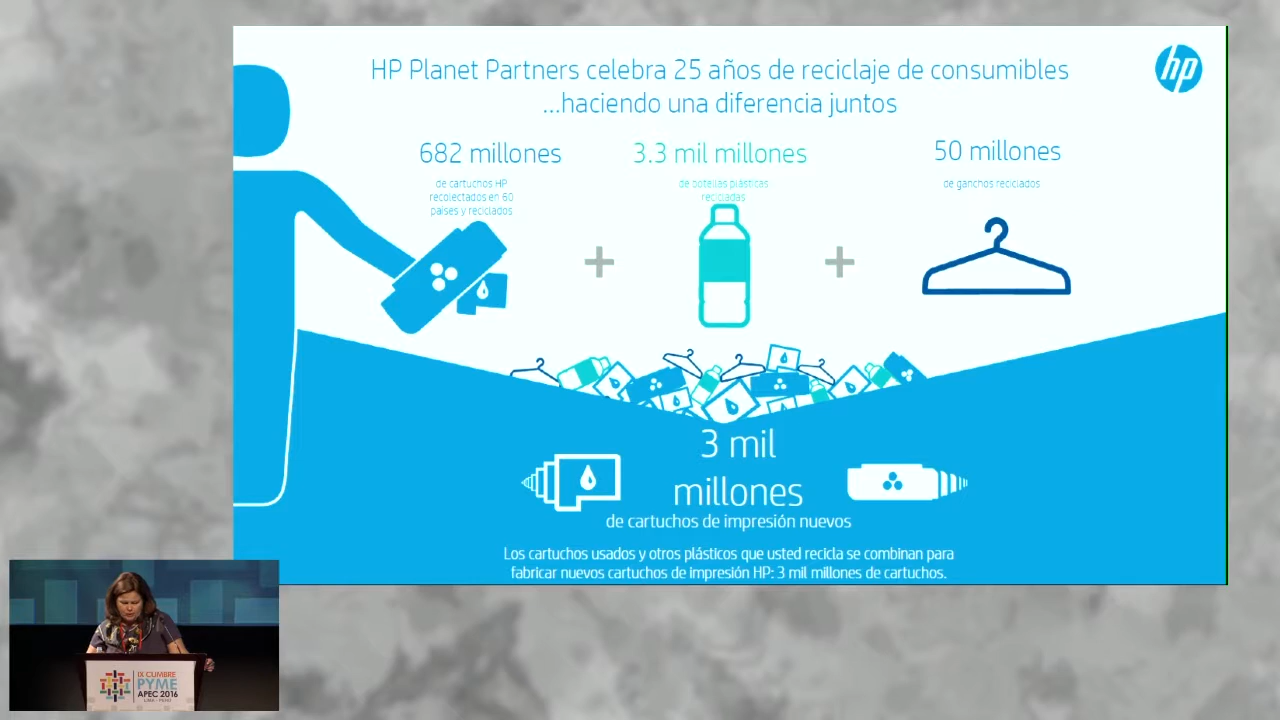 HP Planet Partners celebra 25 años de reciclaje de consumibles
...haciendo una diferencia juntos
hp
682 millones
de cartuchos HP
recolectados en 60
países y reciclados
3.3 mil millones
de botellas plásticas
recicladas
50 millones
de ganchos reciclados
3 mil
millones
de cartuchos de impresión nuevos
Los cartuchos usados y otros plásticos que usted recicla se combinan para
fabricar nuevos cartuchos de impresión HP: 3 mil millones de cartuchos.
IX CUMBRE
PYME
APEC 2016
LIMA - PERÚ